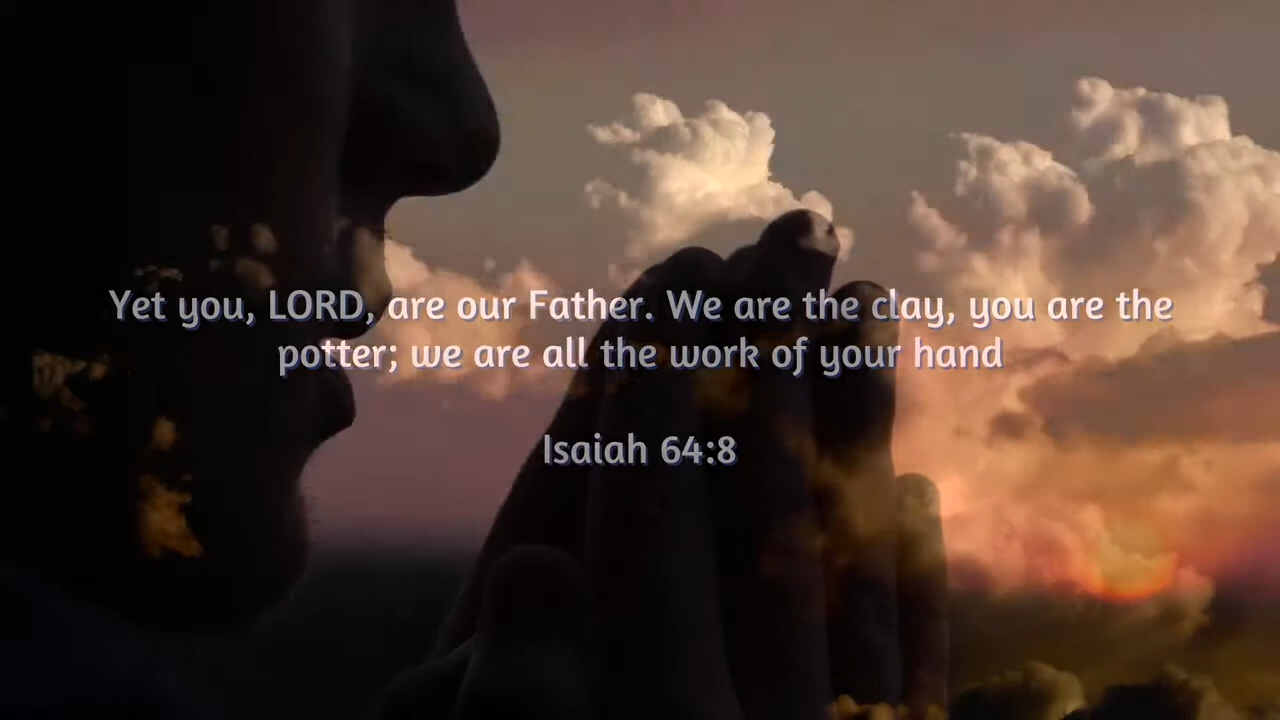 Yet you, LORD, are our Father. We are the clay, you are the
potter; we are all the work of your hand
Isaiah 64:8